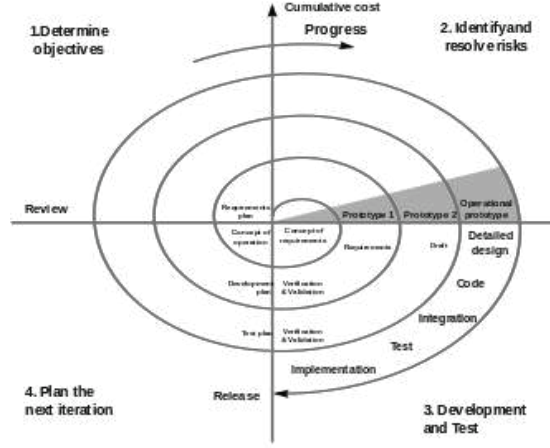 Cumulative cost
Progress
1.Determine
objectives
2. Identify and
resolve risks
Review
Requirements
plan
Prototype 1
Prototype 2
Operational
prototype
Concept of
operation
Concept of
requirements
Requirements
Draft
Detailed
design
Development
plan
Verification
& Validation
Code
Integration
Test plan
Verification
& Validation
Test
Implementation
Release
4. Plan the
next iteration
3. Development
and Test